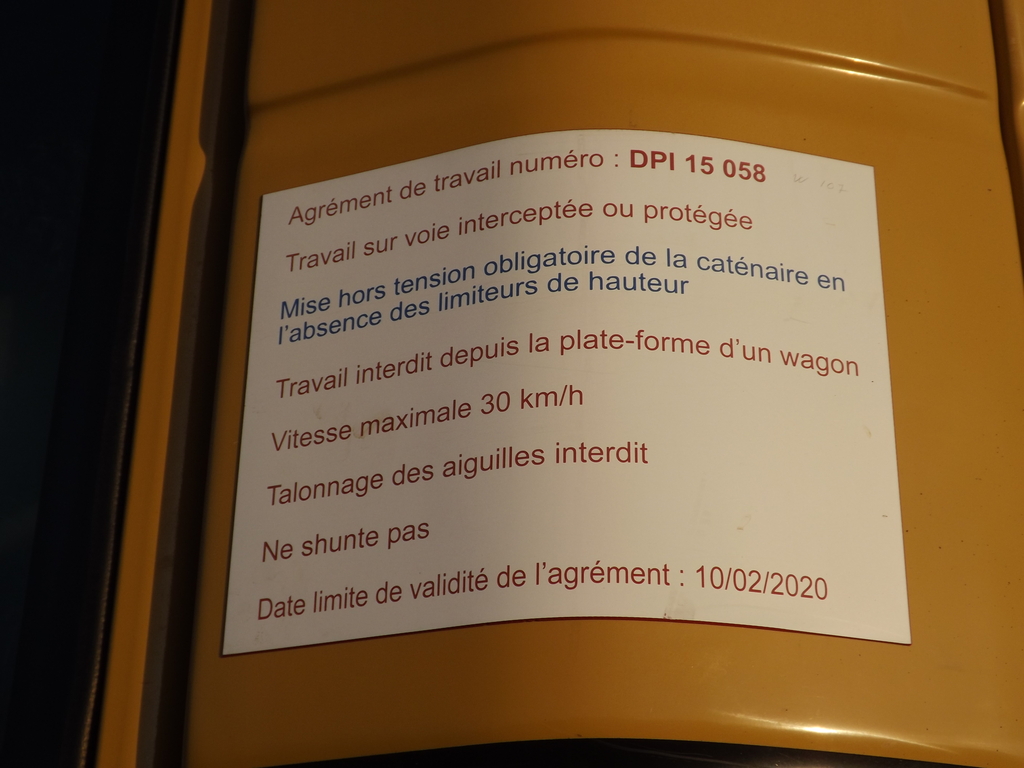 Agrément de travail numéro : DPI 15 058
Travail sur voie interceptée ou protégée
Mise hors tension obligatoire de la caténaire en
l'absence des limiteurs de hauteur
Travail interdit depuis la plate-forme d'un wagon
Vitesse maximale 30 km/h
Talonnage des aiguilles interdit
Ne shunte pas
Date limite de validité de l'agrément : 10/02/2020